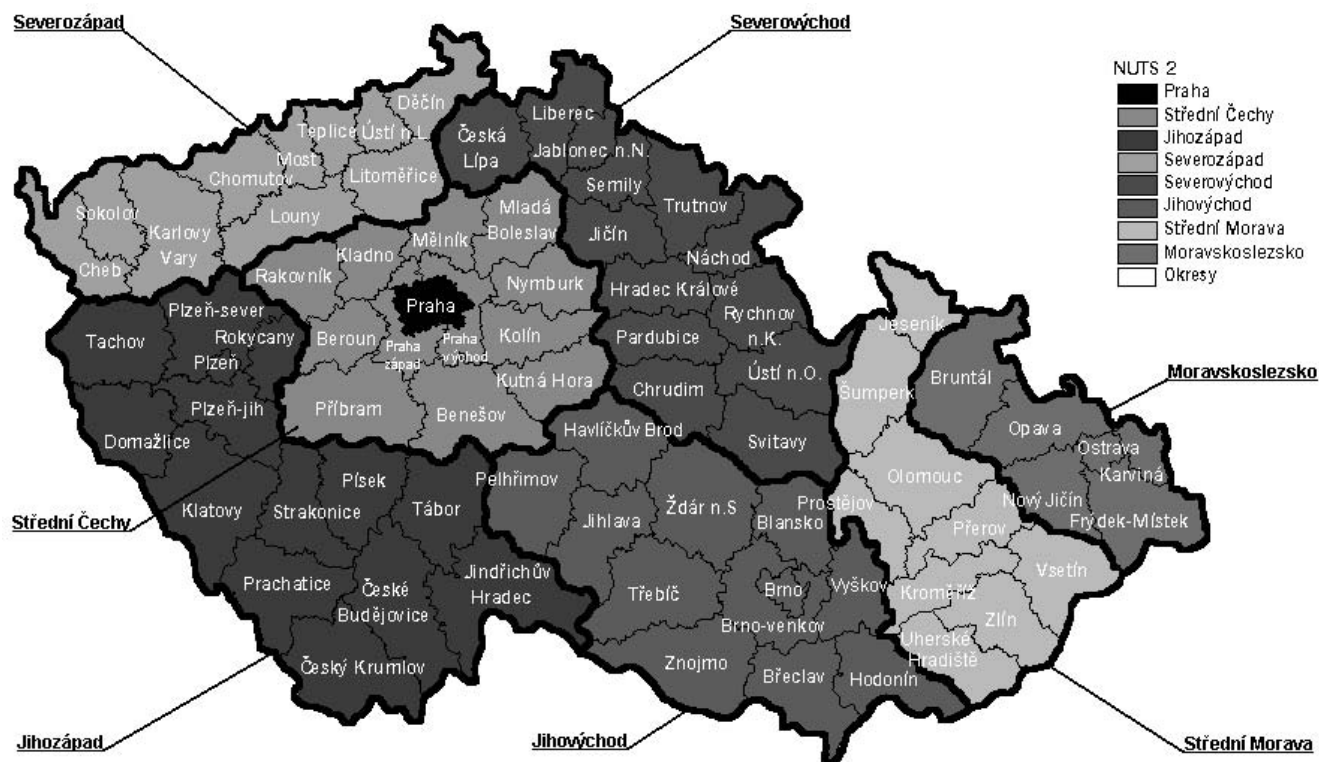 Severozápad
Severovýchod
NUTS 2
Praha
Střední Čechy
Jihozápad
Severozápad
Severovýchod
Jihovýchod
Střední Morava
Moravskoslezsko
Okresy
Děčín
Teplice
Ústí n.L.
Most
Chomutov
Litoměřice
Louny
Sokolov
Karlovy
Vary
Cheb
Česká
Lípa
Liberec
Jablonec n.N.
Semily
Trutnov
Jičín
Náchod
Hradec Králové
Rychnov
n.K.
Pardubice
Ústí n.O.
Chrudim
Svitavy
Mladá
Boleslav
Mělník
Kladno
Rakovník
Nymburk
Praha
Beroun
Praha
západ
Praha
východ
Kolín
Kutná Hora
Příbram
Benešov
Plzeň-sever
Tachov
Rokycany
Plzeň
Plzeň-jih
Domažlice
Klatovy
Písek
Strakonice
Tábor
Prachatice
České
Budějovice
Jindřichův
Hradec
Český Krumlov
Havlíčkův Brod
Pelhřimov
Jihlava
Ždár n.S
Blansko
Třebíč
Brno
Vyškov
Brno-venkov
Znojmo
Břeclav
Hodonín
Jeseník
Šumperk
Olomouc
Prostějov
Přerov
Kroměříz
Vsetín
Zlín
Uherské
Hradiště
Bruntál
Opava
Ostrava
Karviná
Nový Jičín
Frýdek-Místek
Moravskoslezsko
Střední Čechy
Jihozápad
Jihovýchod
Střední Morava